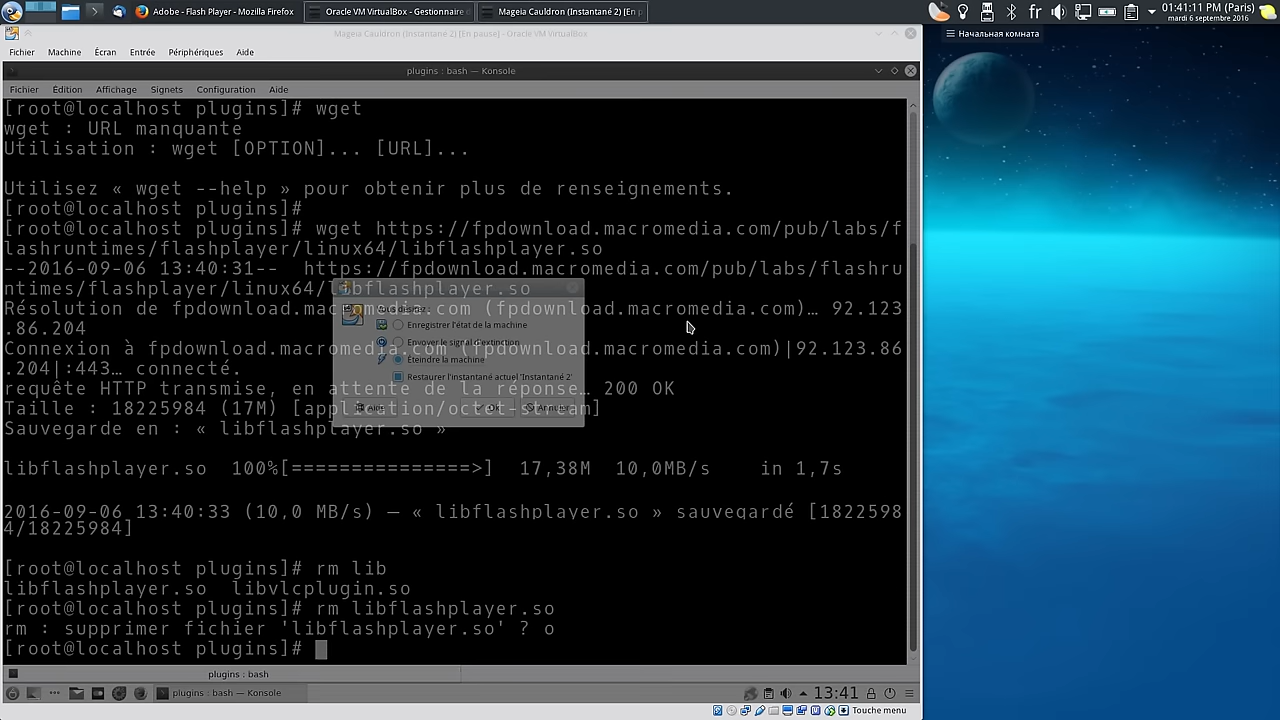 Adobe - Flash Player - Mozilla Firefox
Oracle VM VirtualBox - Gestionnaire
Mageia Cauldron (Instantané 2) [En p
fr
01:41:11 PM (Paris)
mardi 6 septembre 2016
Mageia Cauldron (Instantané 2) [En pause] - Oracle VM VirtualBox
Начальная комната
Fichier Machine Écran Entrée Périphériques Aide
plugins : bash — Konsole
Fichier Édition Affichage Signets Configuration Aide
[root@localhost plugins]# wget
wget : URL manquante
Utilisation : wget [OPTION]... [URL]...
Utilisez « wget --help » pour obtenir plus de renseignements.
[root@localhost plugins]#
[root@localhost plugins]# wget https://fpdownload.macromedia.com/pub/labs/f
lashruntimes/flashplayer/linux64/libflashplayer.so
--2016-09-06 13:40:31--  https://fpdownload.macromedia.com/pub/labs/flashru
ntimes/flashplayer/linux64/libflashplayer.so
Résolution de fpdownload.macromedia.com (fpdownload.macromedia.com)… 92.123
.86.204
Connexion à fpdownload.macromedia.com (fpdownload.macromedia.com)|92.123.86
.204|:443… connecté.
requête HTTP transmise, en attente de la réponse… 200 OK
Taille : 18225984 (17M) [application/octet-stream]
Sauvegarde en : « libflashplayer.so »
Vous désirez :
Enregistrer l'état de la machine
Envoyer le signal d'extinction
Éteindre la machine
Restaurer l'instantané actuel 'Instantané 2'
Aide OK Annuler
libflashplayer.so  100%[===============>]  17,38M  10,0MB/s    in 1,7s
2016-09-06 13:40:33 (10,0 MB/s) — « libflashplayer.so » sauvegardé [1822598
4/18225984]
[root@localhost plugins]# rm lib
libflashplayer.so  libvlcplugin.so
[root@localhost plugins]# rm libflashplayer.so
rm : supprimer fichier 'libflashplayer.so' ? o
[root@localhost plugins]#
plugins : bash
plugins : bash — Konsole
13:41
Touche menu